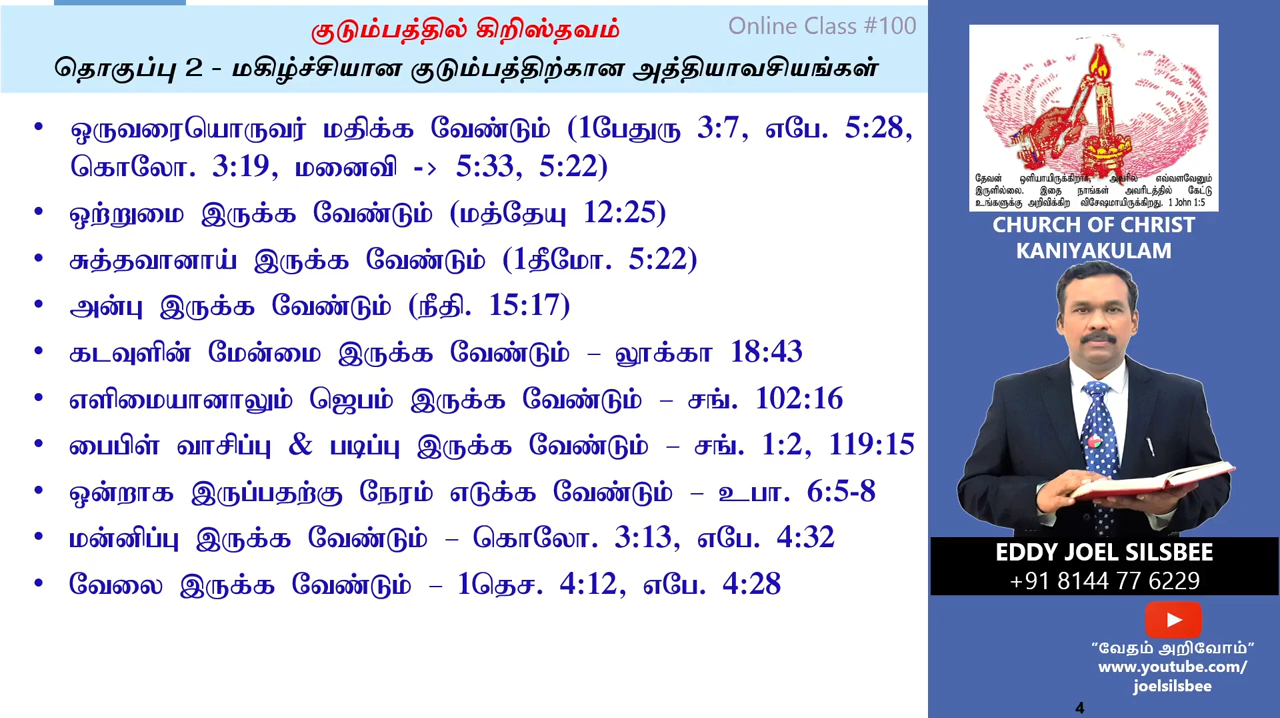 குடும்பத்தில் கிறிஸ்தவம்
Online Class #100
தொகுப்பு 2 - மகிழ்ச்சியான குடும்பத்திற்கான அத்தியாவசியங்கள்
• ஒருவரையொருவர் மதிக்க வேண்டும் (1பேதுரு 3:7, எபே. 5:28,
கொலோ. 3:19, மனைவி -> 5:33, 5:22)
• ஒற்றுமை இருக்க வேண்டும் (மத்தேயு 12:25)
• சுத்தவானாய் இருக்க வேண்டும் (1தீமோ. 5:22)
• அன்பு இருக்க வேண்டும் (நீதி. 15:17)
• கடவுளின் மேன்மை இருக்க வேண்டும் – லூக்கா 18:43
• எளிமையானாலும் ஜெபம் இருக்க வேண்டும் – சங். 102:16
• பைபிள் வாசிப்பு & படிப்பு இருக்க வேண்டும் – சங். 1:2, 119:15
• ஒன்றாக இருப்பதற்கு நேரம் எடுக்க வேண்டும் – உபா. 6:5-8
• மன்னிப்பு இருக்க வேண்டும் – கொலோ. 3:13, எபே. 4:32
• வேலை இருக்க வேண்டும் – 1தெச. 4:12, எபே. 4:28
தேவன் ஒளியாயிருக்கிறார், அவரில் எவ்வளவேனும்
இருளில்லை. இதை நாங்கள் அவரிடத்தில் கேட்டு
உங்களுக்கு அறிவிக்கிற விசேஷமாயிருக்கிறது. 1 John 1:5
CHURCH OF CHRIST
KANIYAKULAM
EDDY JOEL SILSBEE
+91 8144 77 6229
“வேதம் அறிவோம்”
www.youtube.com/
joelsilsbee
4